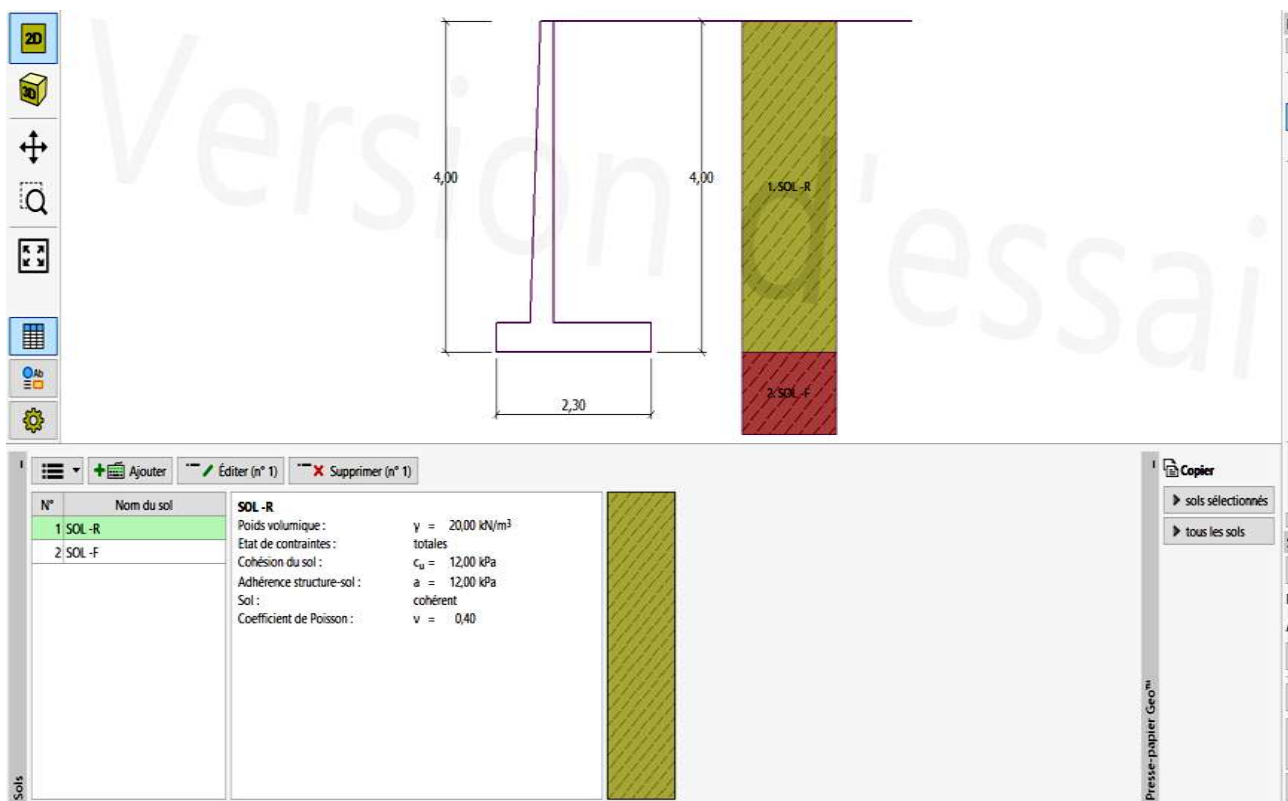 2D
3D
Version d'essai
4,00
4,00
1. SOL -R
2. SOL -F
2,30
Ab
Ajouter
Éditer (n° 1)
Supprimer (n° 1)
N° Nom du sol
1 SOL -R
2 SOL -F
SOL -R
Poids volumique : γ = 20,00 kN/m³
Etat de contraintes : totales
Cohésion du sol : cu = 12,00 kPa
Adhérence structure-sol : a = 12,00 kPa
Sol : cohérent
Coefficient de Poisson : ν = 0,40
Sols
Presse-papier Geo™
Copier
sols sélectionnés
tous les sols